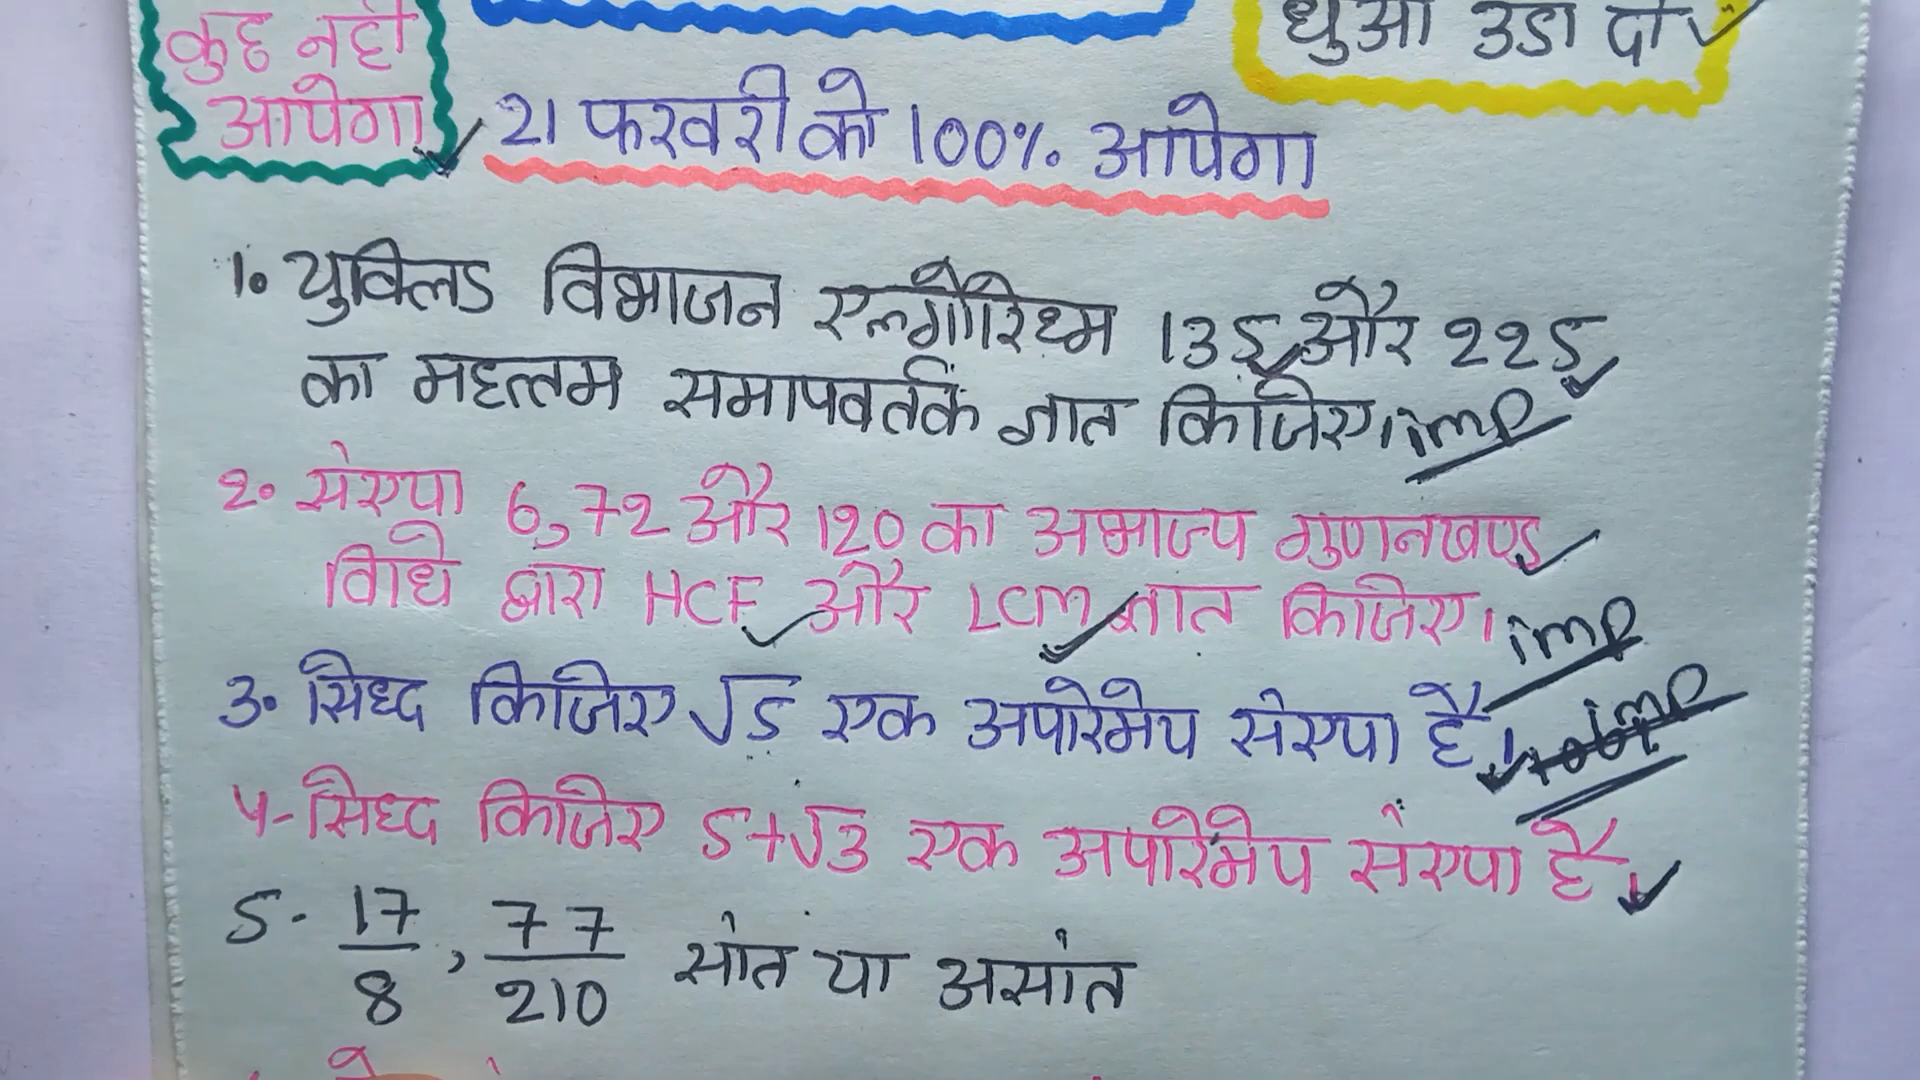 कुछ नही
आयेगा
धुआ उडा दो
21 फरवरी को 100% आयेगा
1. युक्लिड विभाजन एल्गोरिथ्म 135 और 225
का महत्तम समापवर्तकं ज्ञात किजिए। imp
2. संख्या 6,72 और 120 का अभाज्य गुणनखण्ड
विधि द्वारा HCF और LCM ज्ञात किजिए। imp
3. सिध्द किजिए √5 एक अपरिमेय संख्या है। imp
4- सिध्द किजिए 5+√3 एक अपरिमेय संख्या है।
5. 17/8, 77/210 सांत या असांत